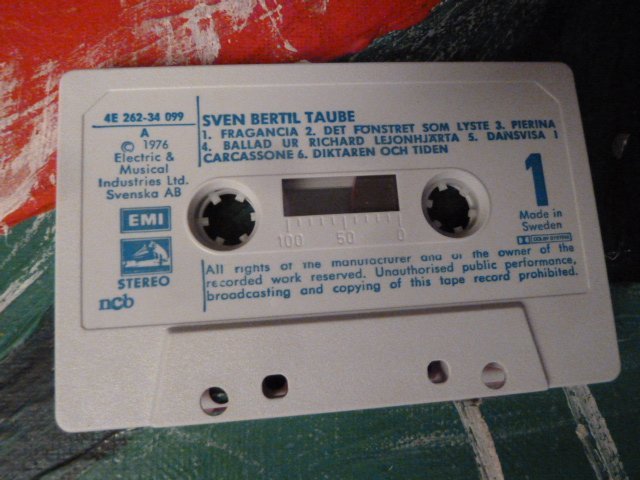 4E 262-34 099
A
© 1976
Electric &
Musical
Industries Ltd.
Svenska AB
EMI
STEREO
ncb
SVEN BERTIL TAUBE
1. FRAGANCIA 2. DET FÖNSTRET SOM LYSTE 3. PIERINA
4. BALLAD UR RICHARD LEJONHJÄRTA 5. DANSVISA I
CARCASSONE 6. DIKTAREN OCH TIDEN
1
Made in
Sweden
DOLBY SYSTEM
100 50 0
All rights of the manufacturer and of the owner of the
recorded work reserved. Unauthorised public performance,
broadcasting and copying of this tape record prohibited.